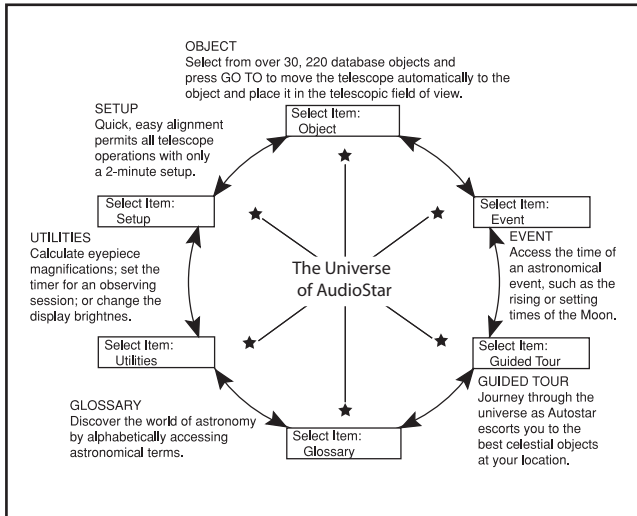 OBJECT
Select from over 30, 220 database objects and
press GO TO to move the telescope automatically to the
object and place it in the telescopic field of view.
Select Item:
Object
SETUP
Quick, easy alignment
permits all telescope
operations with only
a 2-minute setup.
Select Item:
Setup
Select Item:
Event
EVENT
Access the time of
an astronomical
event, such as the
rising or setting
times of the Moon.
UTILITIES
Calculate eyepiece
magnifications; set the
timer for an observing
session; or change the
display brightnes.
The Universe
of AudioStar
Select Item:
Utilities
Select Item:
Guided Tour
GUIDED TOUR
Journey through the
universe as Autostar
escorts you to the
best celestial objects
at your location.
GLOSSARY
Discover the world of astronomy
by alphabetically accessing
astronomical terms.
Select Item:
Glossary